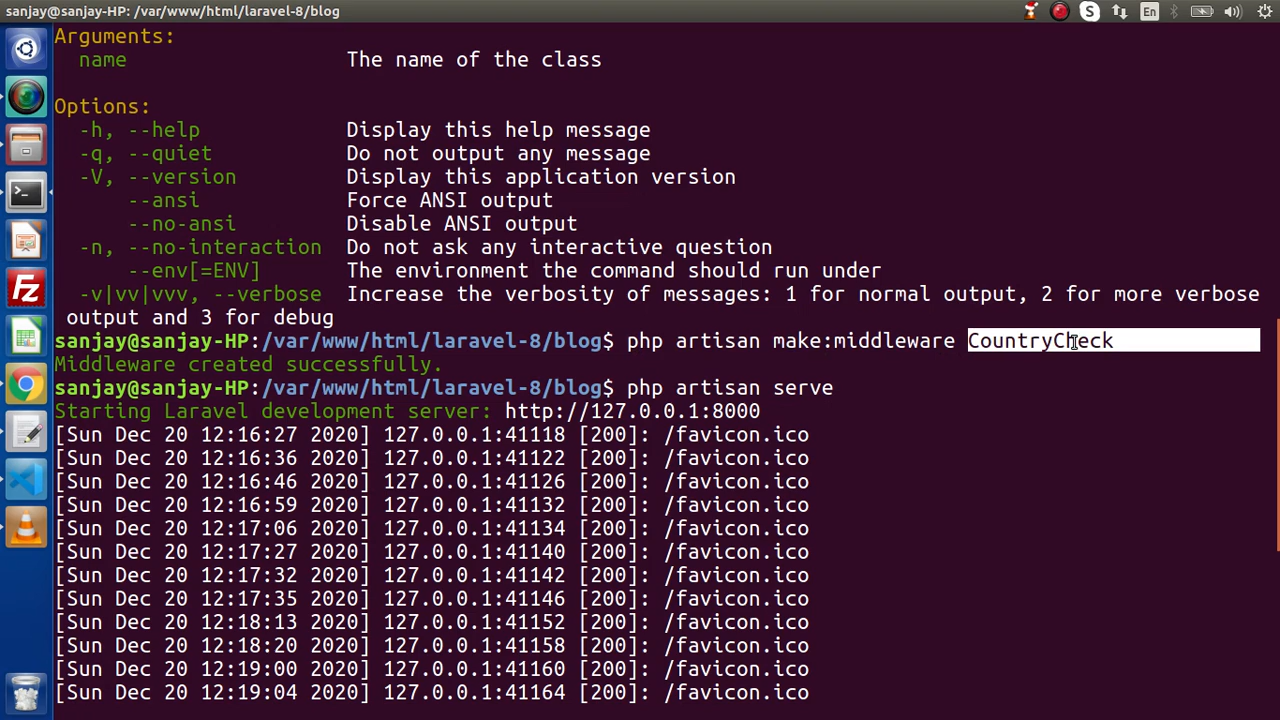 sanjay@sanjay-HP: /var/www/html/laravel-8/blog
En
Arguments:
name The name of the class
Options:
-h, --help Display this help message
-q, --quiet Do not output any message
-V, --version Display this application version
--ansi Force ANSI output
--no-ansi Disable ANSI output
-n, --no-interaction Do not ask any interactive question
--env[=ENV] The environment the command should run under
-v|vv|vvv, --verbose Increase the verbosity of messages: 1 for normal output, 2 for more verbose
output and 3 for debug
sanjay@sanjay-HP:/var/www/html/laravel-8/blog$ php artisan make:middleware CountryCheck
Middleware created successfully.
sanjay@sanjay-HP:/var/www/html/laravel-8/blog$ php artisan serve
Starting Laravel development server: http://127.0.0.1:8000
[Sun Dec 20 12:16:27 2020] 127.0.0.1:41118 [200]: /favicon.ico
[Sun Dec 20 12:16:36 2020] 127.0.0.1:41122 [200]: /favicon.ico
[Sun Dec 20 12:16:46 2020] 127.0.0.1:41126 [200]: /favicon.ico
[Sun Dec 20 12:16:59 2020] 127.0.0.1:41132 [200]: /favicon.ico
[Sun Dec 20 12:17:06 2020] 127.0.0.1:41134 [200]: /favicon.ico
[Sun Dec 20 12:17:27 2020] 127.0.0.1:41140 [200]: /favicon.ico
[Sun Dec 20 12:17:32 2020] 127.0.0.1:41142 [200]: /favicon.ico
[Sun Dec 20 12:17:35 2020] 127.0.0.1:41146 [200]: /favicon.ico
[Sun Dec 20 12:18:13 2020] 127.0.0.1:41152 [200]: /favicon.ico
[Sun Dec 20 12:18:20 2020] 127.0.0.1:41158 [200]: /favicon.ico
[Sun Dec 20 12:19:00 2020] 127.0.0.1:41160 [200]: /favicon.ico
[Sun Dec 20 12:19:04 2020] 127.0.0.1:41164 [200]: /favicon.ico